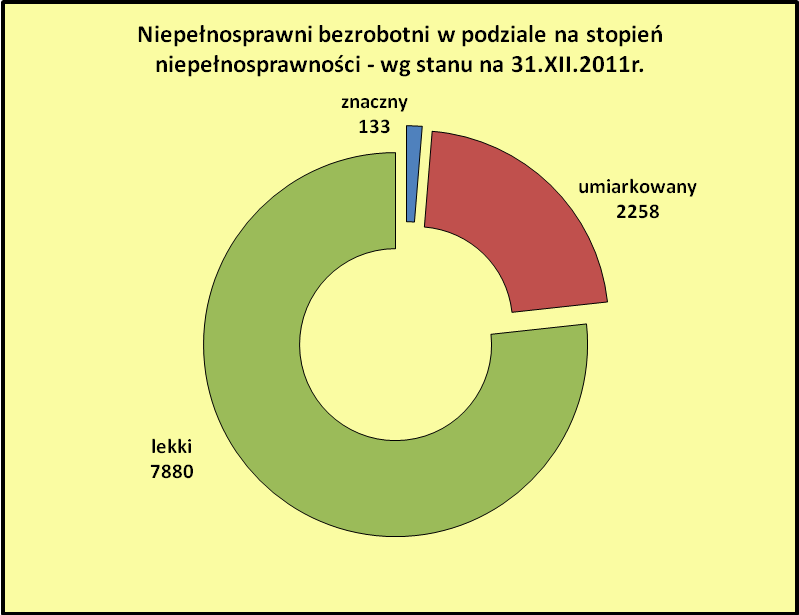 Niepełnosprawni bezrobotni w podziale na stopień
niepełnosprawności - wg stanu na 31.XII.2011r.
znaczny
133
umiarkowany
2258
lekki
7880